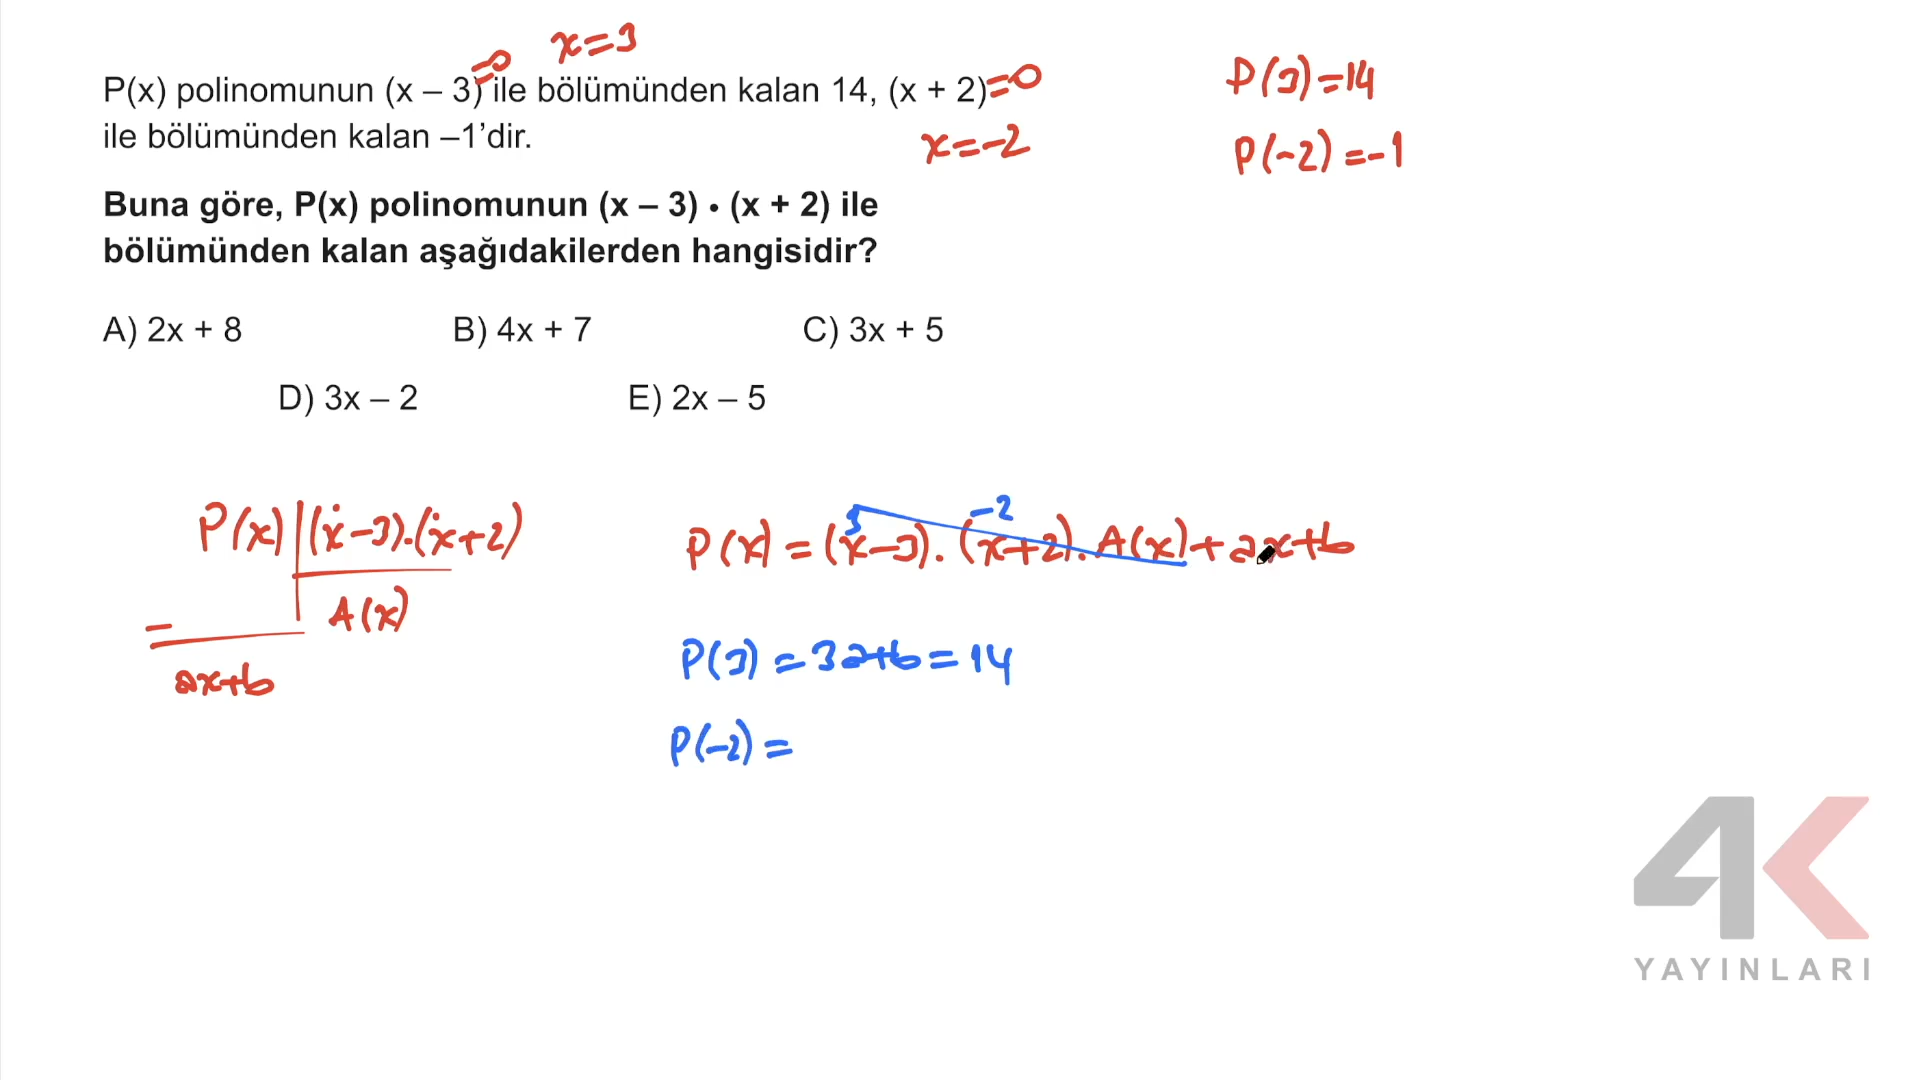 x=3
P(x) polinomunun (x – 3)=0 ile bölümünden kalan 14, (x + 2)=0
ile bölümünden kalan –1’dir.
x=-2
P(3)=14
P(-2)=-1
Buna göre, P(x) polinomunun (x – 3) • (x + 2) ile
bölümünden kalan aşağıdakilerden hangisidir?
A) 2x + 8 B) 4x + 7 C) 3x + 5
D) 3x – 2 E) 2x – 5
P(x) (x-3).(x+2)
A(x)
ax+b
3 -2
P(x) = (x-3).(x+2).A(x)+ax+b
P(3) = 3a+b=14
P(-2) =
4K
YAYINLARI